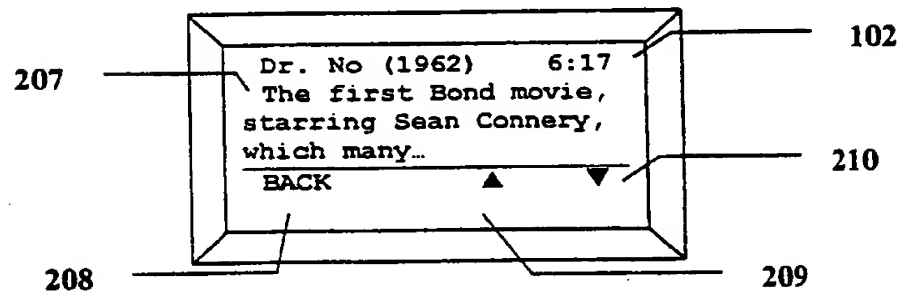 102
207
Dr. No (1962) 6:17
The first Bond movie,
starring Sean Connery,
which many…
210
BACK ▲ ▼
208
209